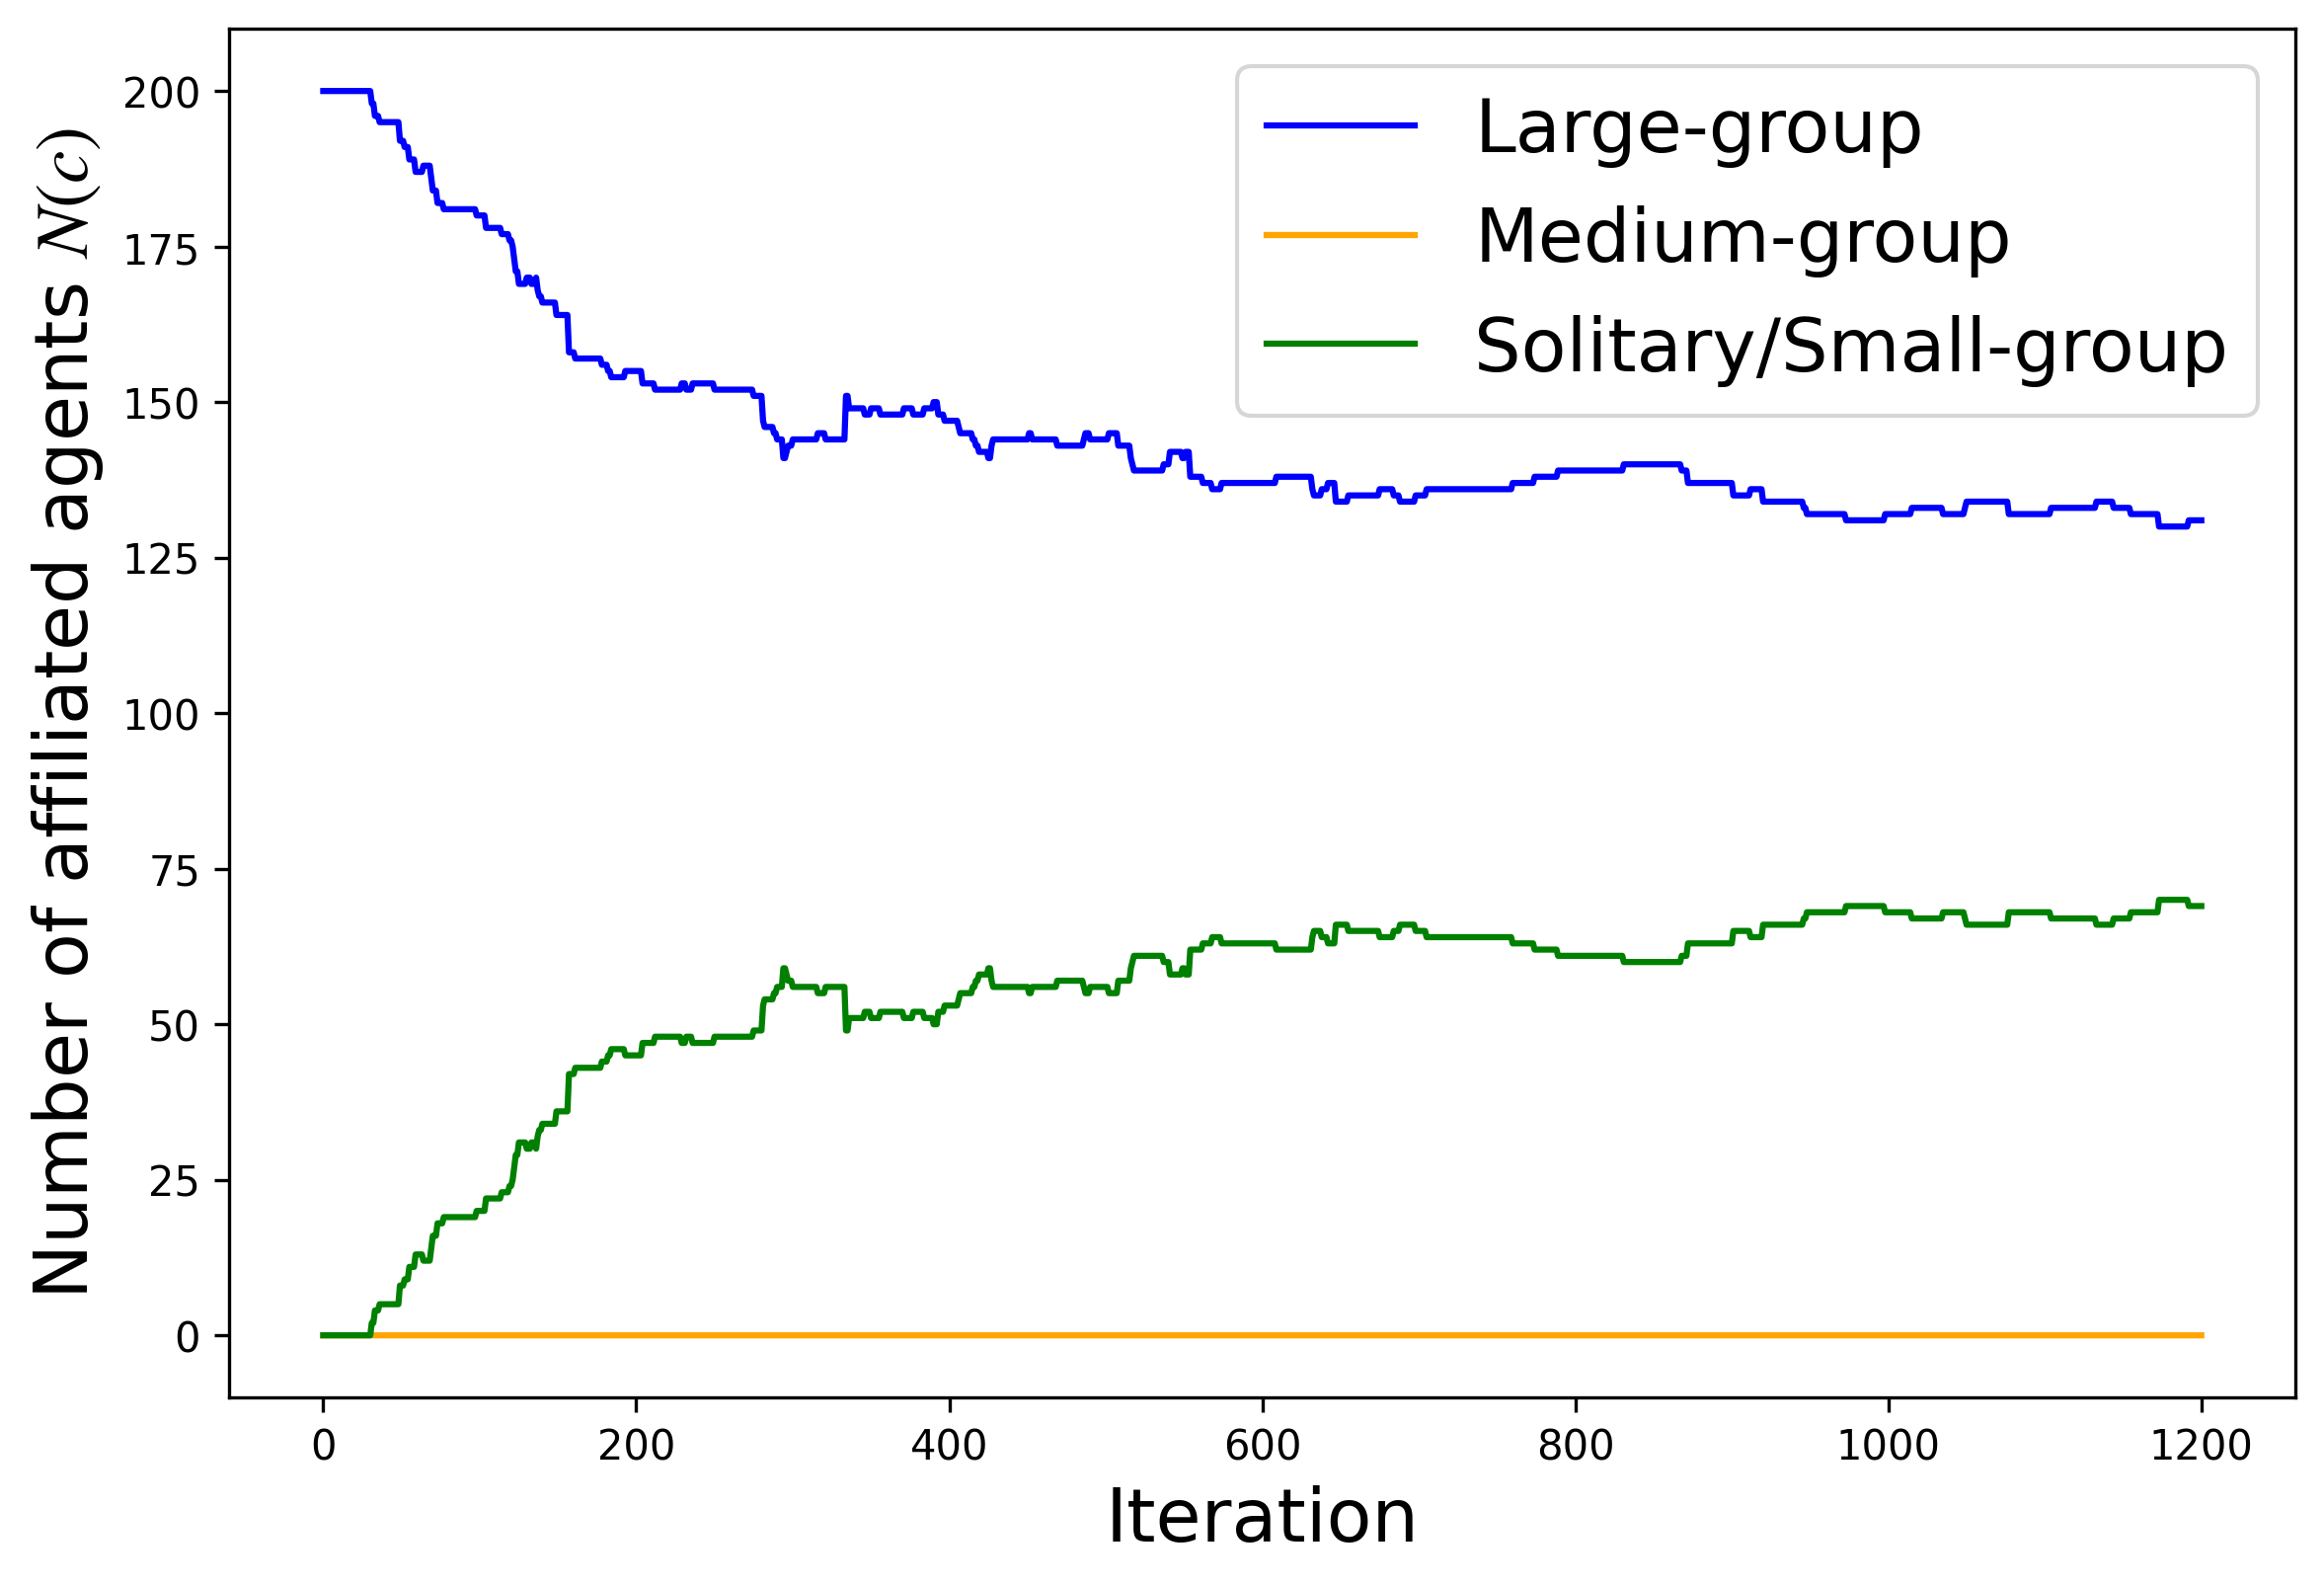 Number of affiliated agents N(c)
200
175
150
125
100
75
50
25
0
Large-group
Medium-group
Solitary/Small-group
0 200 400 600 800 1000 1200
Iteration